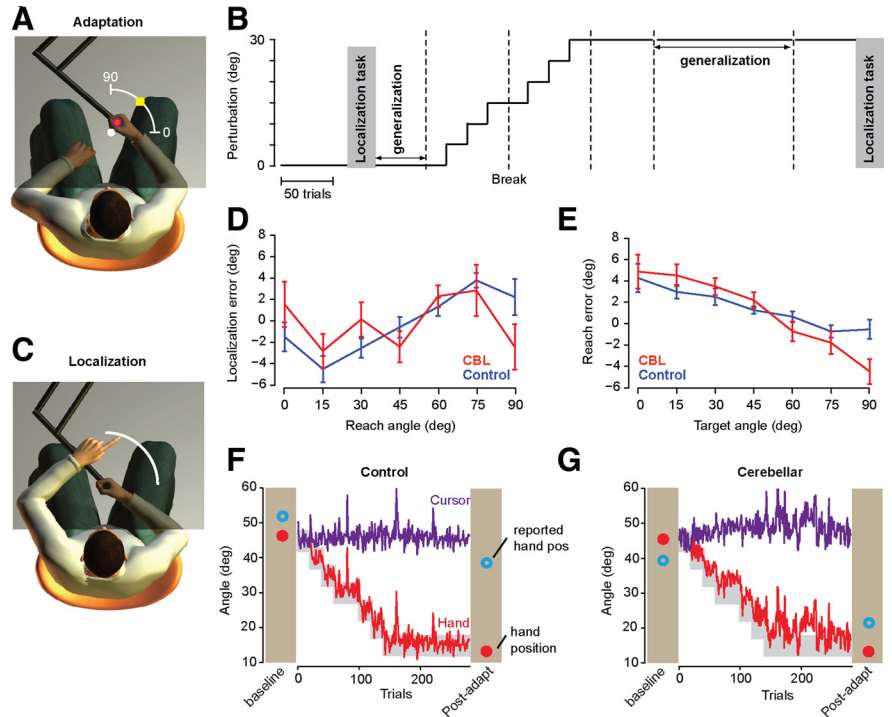 A
Adaptation
90
0
B
Perturbation (deg)
30
0
Localization task
generalization
generalization
Localization task
50 trials
Break
C
Localization
D
Localization error (deg)
8
6
4
2
0
−2
−4
−6
CBL
Control
0 15 30 45 60 75 90
Reach angle (deg)
E
Reach error (deg)
8
6
4
2
0
−2
−4
−6
CBL
Control
0 15 30 45 60 75 90
Target angle (deg)
F
Control
Angle (deg)
60
50
40
30
20
10
Cursor
Hand
reported
hand pos
hand
position
baseline
0 100 200
Trials
Post-adapt
G
Cerebellar
Angle (deg)
60
50
40
30
20
10
baseline
0 100 200
Trials
Post-adapt